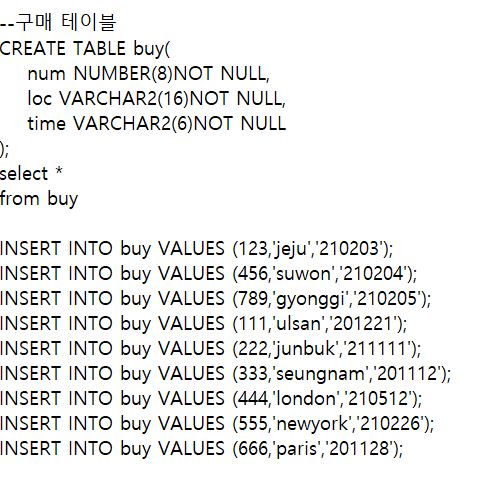 --구매 테이블
CREATE TABLE buy(
num NUMBER(8)NOT NULL,
loc VARCHAR2(16)NOT NULL,
time VARCHAR2(6)NOT NULL
);
select *
from buy
INSERT INTO buy VALUES (123,'jeju','210203');
INSERT INTO buy VALUES (456,'suwon','210204');
INSERT INTO buy VALUES (789,'gyonggi','210205');
INSERT INTO buy VALUES (111,'ulsan','201221');
INSERT INTO buy VALUES (222,'junbuk','211111');
INSERT INTO buy VALUES (333,'seungnam','201112');
INSERT INTO buy VALUES (444,'london','210512');
INSERT INTO buy VALUES (555,'newyork','210226');
INSERT INTO buy VALUES (666,'paris','201128');